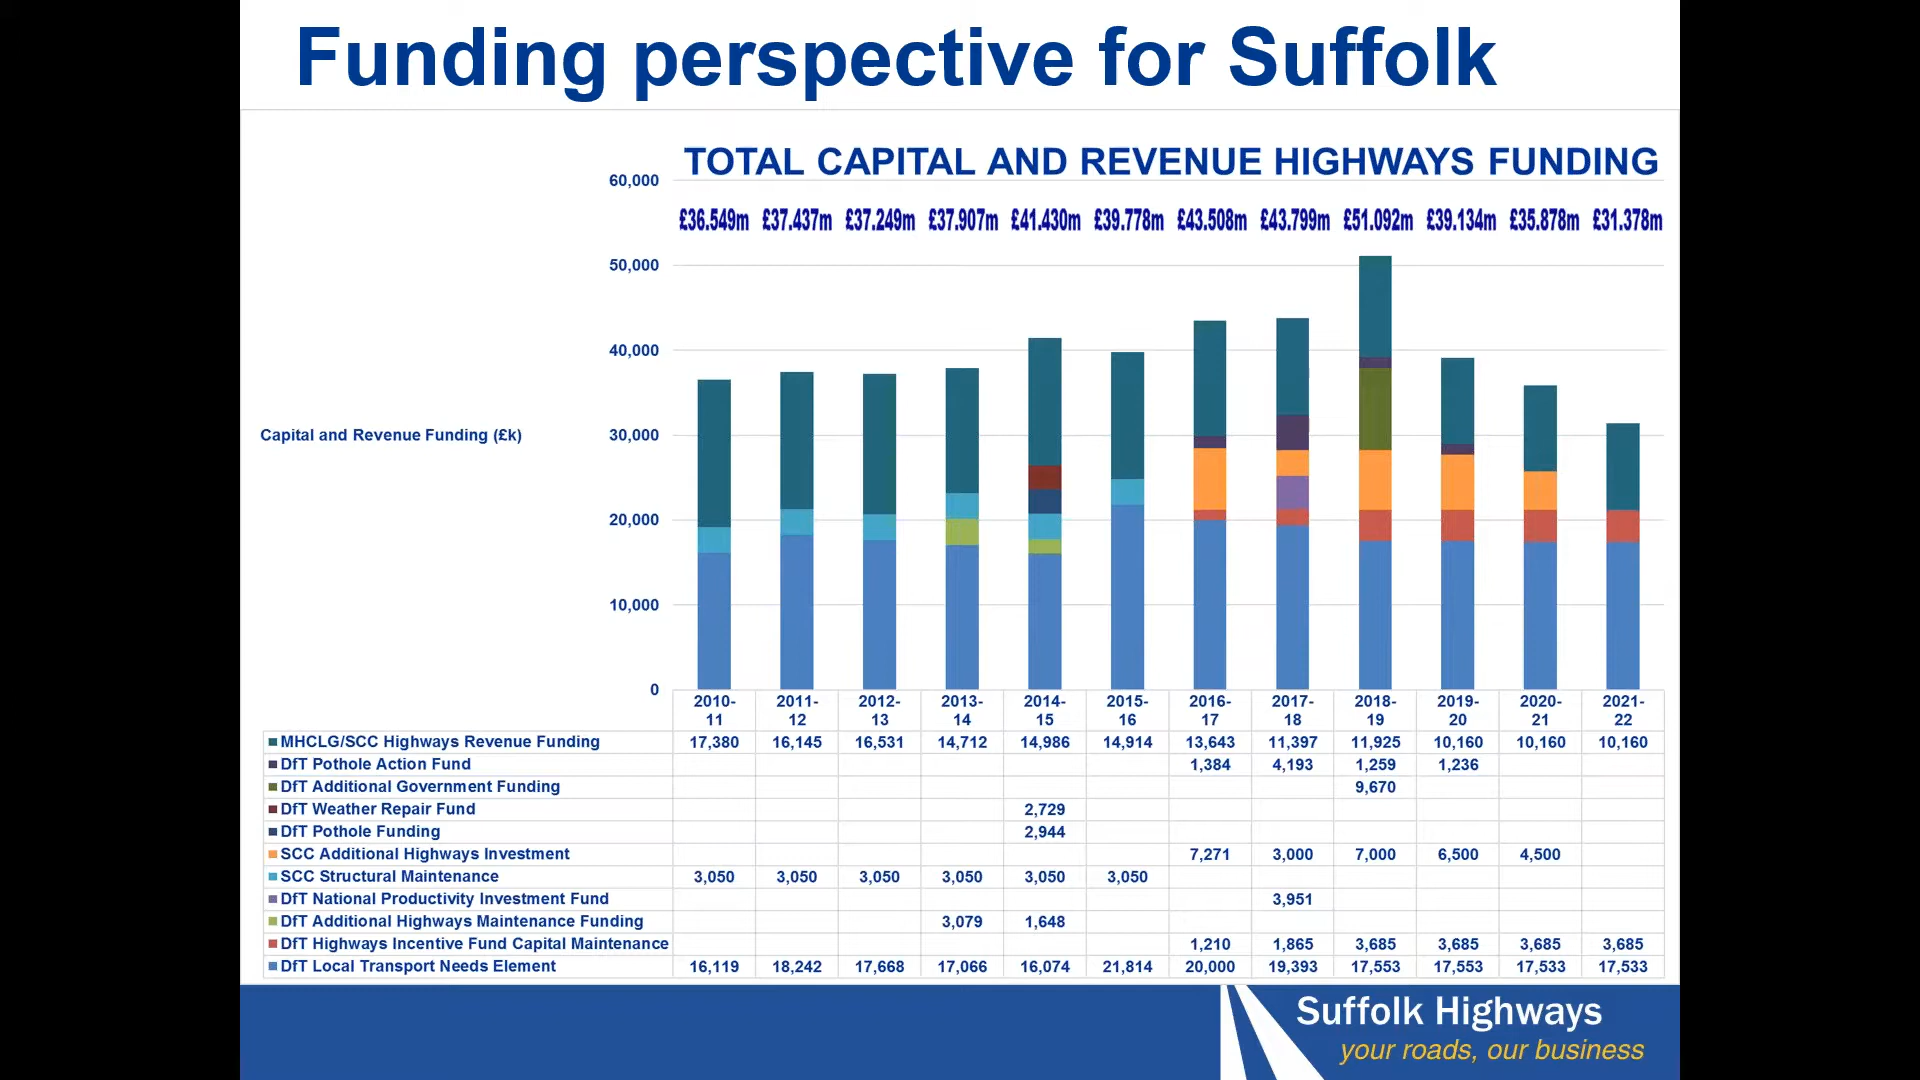 Funding perspective for Suffolk
TOTAL CAPITAL AND REVENUE HIGHWAYS FUNDING
60,000
£36.549m £37.437m £37.249m £37.907m £41.430m £39.778m £43.508m £43.799m £51.092m £39.134m £35.878m £31.378m
50,000
40,000
Capital and Revenue Funding (£k)
30,000
20,000
10,000
0
2010-11 2011-12 2012-13 2013-14 2014-15 2015-16 2016-17 2017-18 2018-19 2019-20 2020-21 2021-22
MHCLG/SCC Highways Revenue Funding 17,380 16,145 16,531 14,712 14,986 14,914 13,643 11,397 11,925 10,160 10,160 10,160
DfT Pothole Action Fund 1,384 4,193 1,259 1,236
DfT Additional Government Funding 9,670
DfT Weather Repair Fund 2,729
DfT Pothole Funding 2,944
SCC Additional Highways Investment 7,271 3,000 7,000 6,500 4,500
SCC Structural Maintenance 3,050 3,050 3,050 3,050 3,050 3,050
DfT National Productivity Investment Fund 3,951
DfT Additional Highways Maintenance Funding 3,079 1,648
DfT Highways Incentive Fund Capital Maintenance 1,210 1,865 3,685 3,685 3,685 3,685
DfT Local Transport Needs Element 16,119 18,242 17,668 17,066 16,074 21,814 20,000 19,393 17,553 17,553 17,533 17,533
Suffolk Highways
your roads, our business